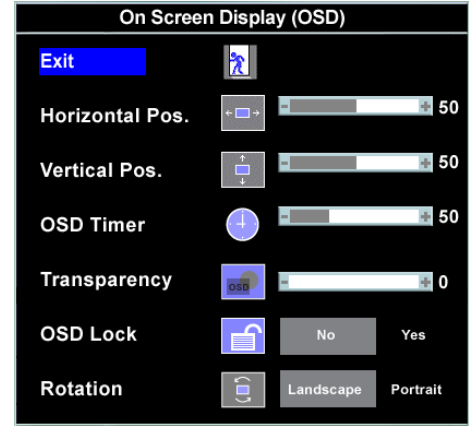 On Screen Display (OSD)
Exit
Horizontal Pos. - + 50
Vertical Pos. - + 50
OSD Timer - + 50
Transparency OSD - + 0
OSD Lock No Yes
Rotation Landscape Portrait